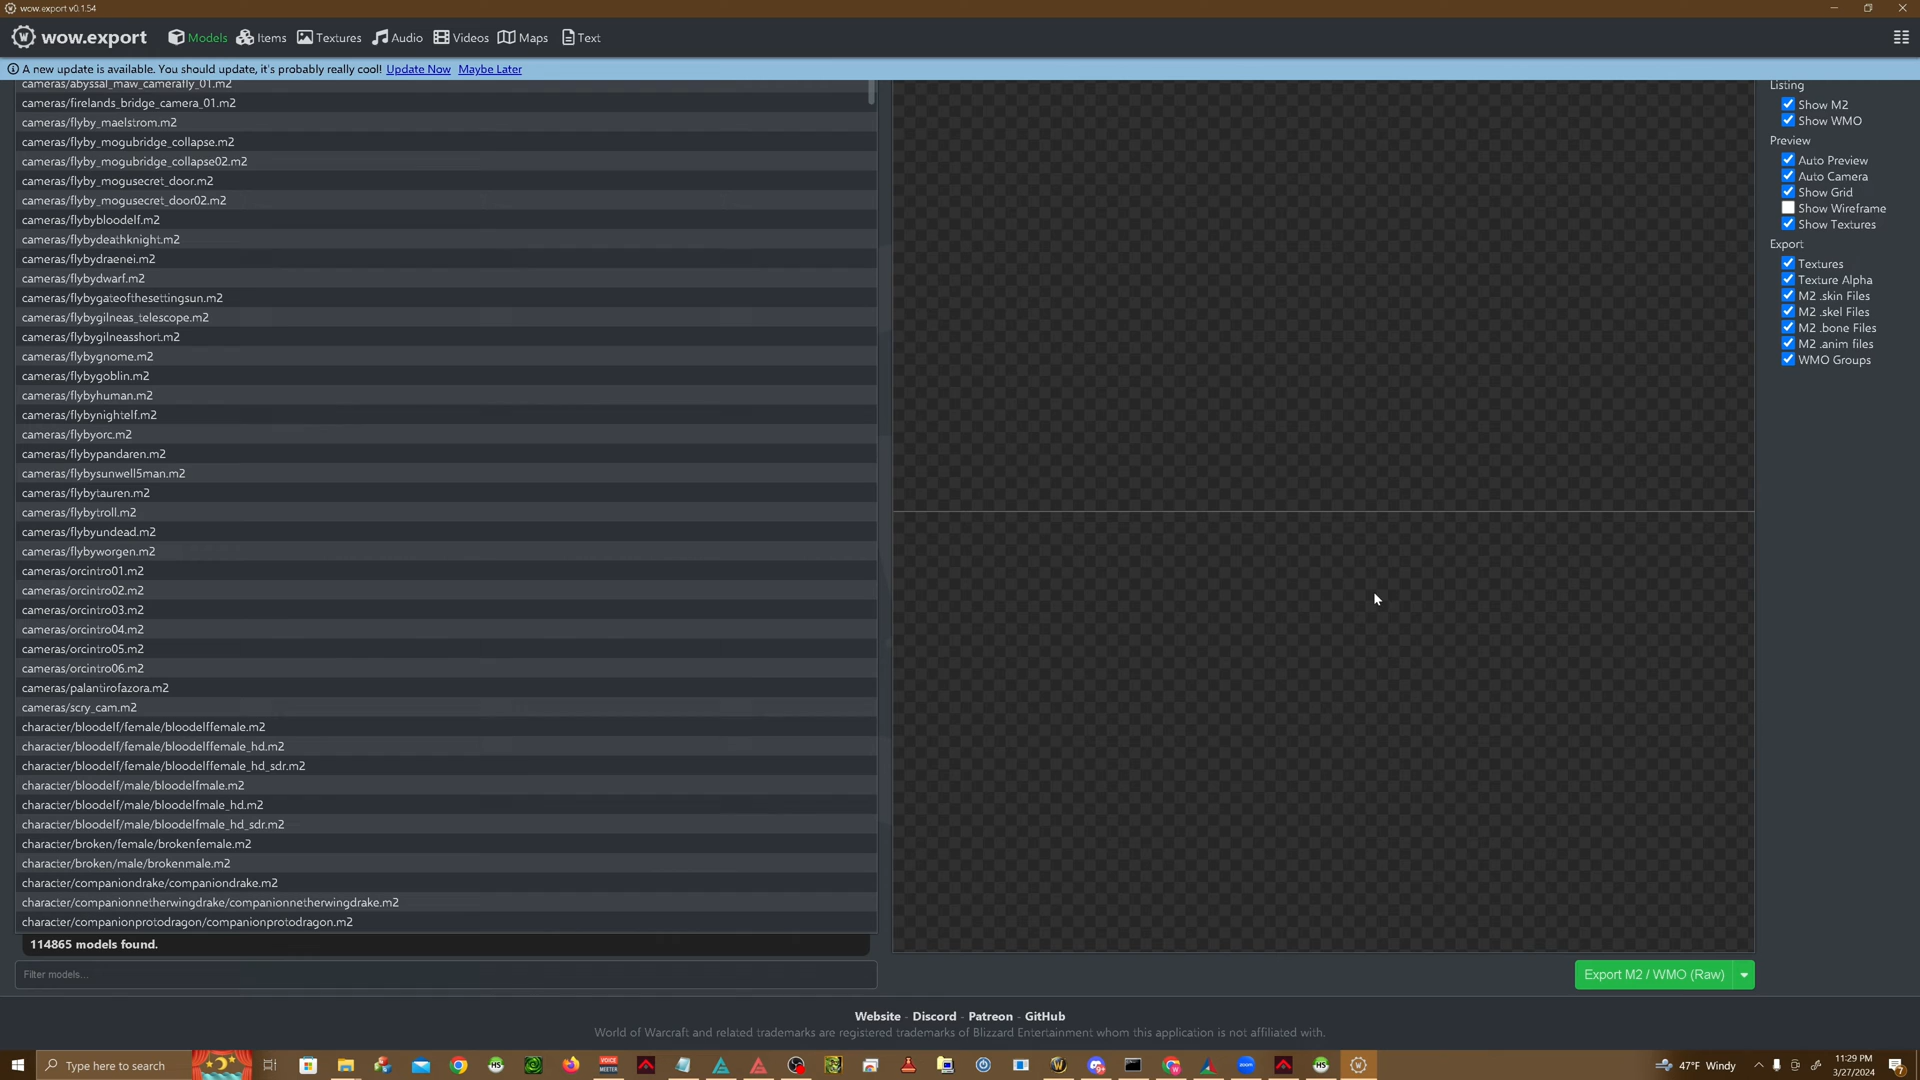 wow.export v0.1.54
wow.export Models Items Textures Audio Videos Maps Text
A new update is available. You should update, it's probably really cool! Update Now Maybe Later
cameras/abyssal_maw_camerafly_01.m2
cameras/firelands_bridge_camera_01.m2
cameras/flyby_maelstrom.m2
cameras/flyby_mogubridge_collapse.m2
cameras/flyby_mogubridge_collapse02.m2
cameras/flyby_mogusecret_door.m2
cameras/flyby_mogusecret_door02.m2
cameras/flybybloodelf.m2
cameras/flybydeathknight.m2
cameras/flybydraenei.m2
cameras/flybydwarf.m2
cameras/flybygateofthesettingsun.m2
cameras/flybygilneas_telescope.m2
cameras/flybygilneasshort.m2
cameras/flybygnome.m2
cameras/flybygoblin.m2
cameras/flybyhuman.m2
cameras/flybynightelf.m2
cameras/flybyorc.m2
cameras/flybypandaren.m2
cameras/flybysunwell5man.m2
cameras/flybytauren.m2
cameras/flybytroll.m2
cameras/flybyundead.m2
cameras/flybyworgen.m2
cameras/orcintro01.m2
cameras/orcintro02.m2
cameras/orcintro03.m2
cameras/orcintro04.m2
cameras/orcintro05.m2
cameras/orcintro06.m2
cameras/palantirofazora.m2
cameras/scry_cam.m2
character/bloodelf/female/bloodelffemale.m2
character/bloodelf/female/bloodelffemale_hd.m2
character/bloodelf/female/bloodelffemale_hd_sdr.m2
character/bloodelf/male/bloodelfmale.m2
character/bloodelf/male/bloodelfmale_hd.m2
character/bloodelf/male/bloodelfmale_hd_sdr.m2
character/broken/female/brokenfemale.m2
character/broken/male/brokenmale.m2
character/companiondrake/companiondrake.m2
character/companionnetherwingdrake/companionnetherwingdrake.m2
character/companionprotodragon/companionprotodragon.m2
114865 models found.
Filter models...
Listing
Show M2
Show WMO
Preview
Auto Preview
Auto Camera
Show Grid
Show Wireframe
Show Textures
Export
Textures
Texture Alpha
M2 .skin Files
M2 .skel Files
M2 .bone Files
M2 .anim files
WMO Groups
Export M2 / WMO (Raw)
Website - Discord - Patreon - GitHub
World of Warcraft and related trademarks are registered trademarks of Blizzard Entertainment whom this application is not affiliated with.
Type here to search
VOICE MEETER
zoom
47°F Windy
11:29 PM
3/27/2024